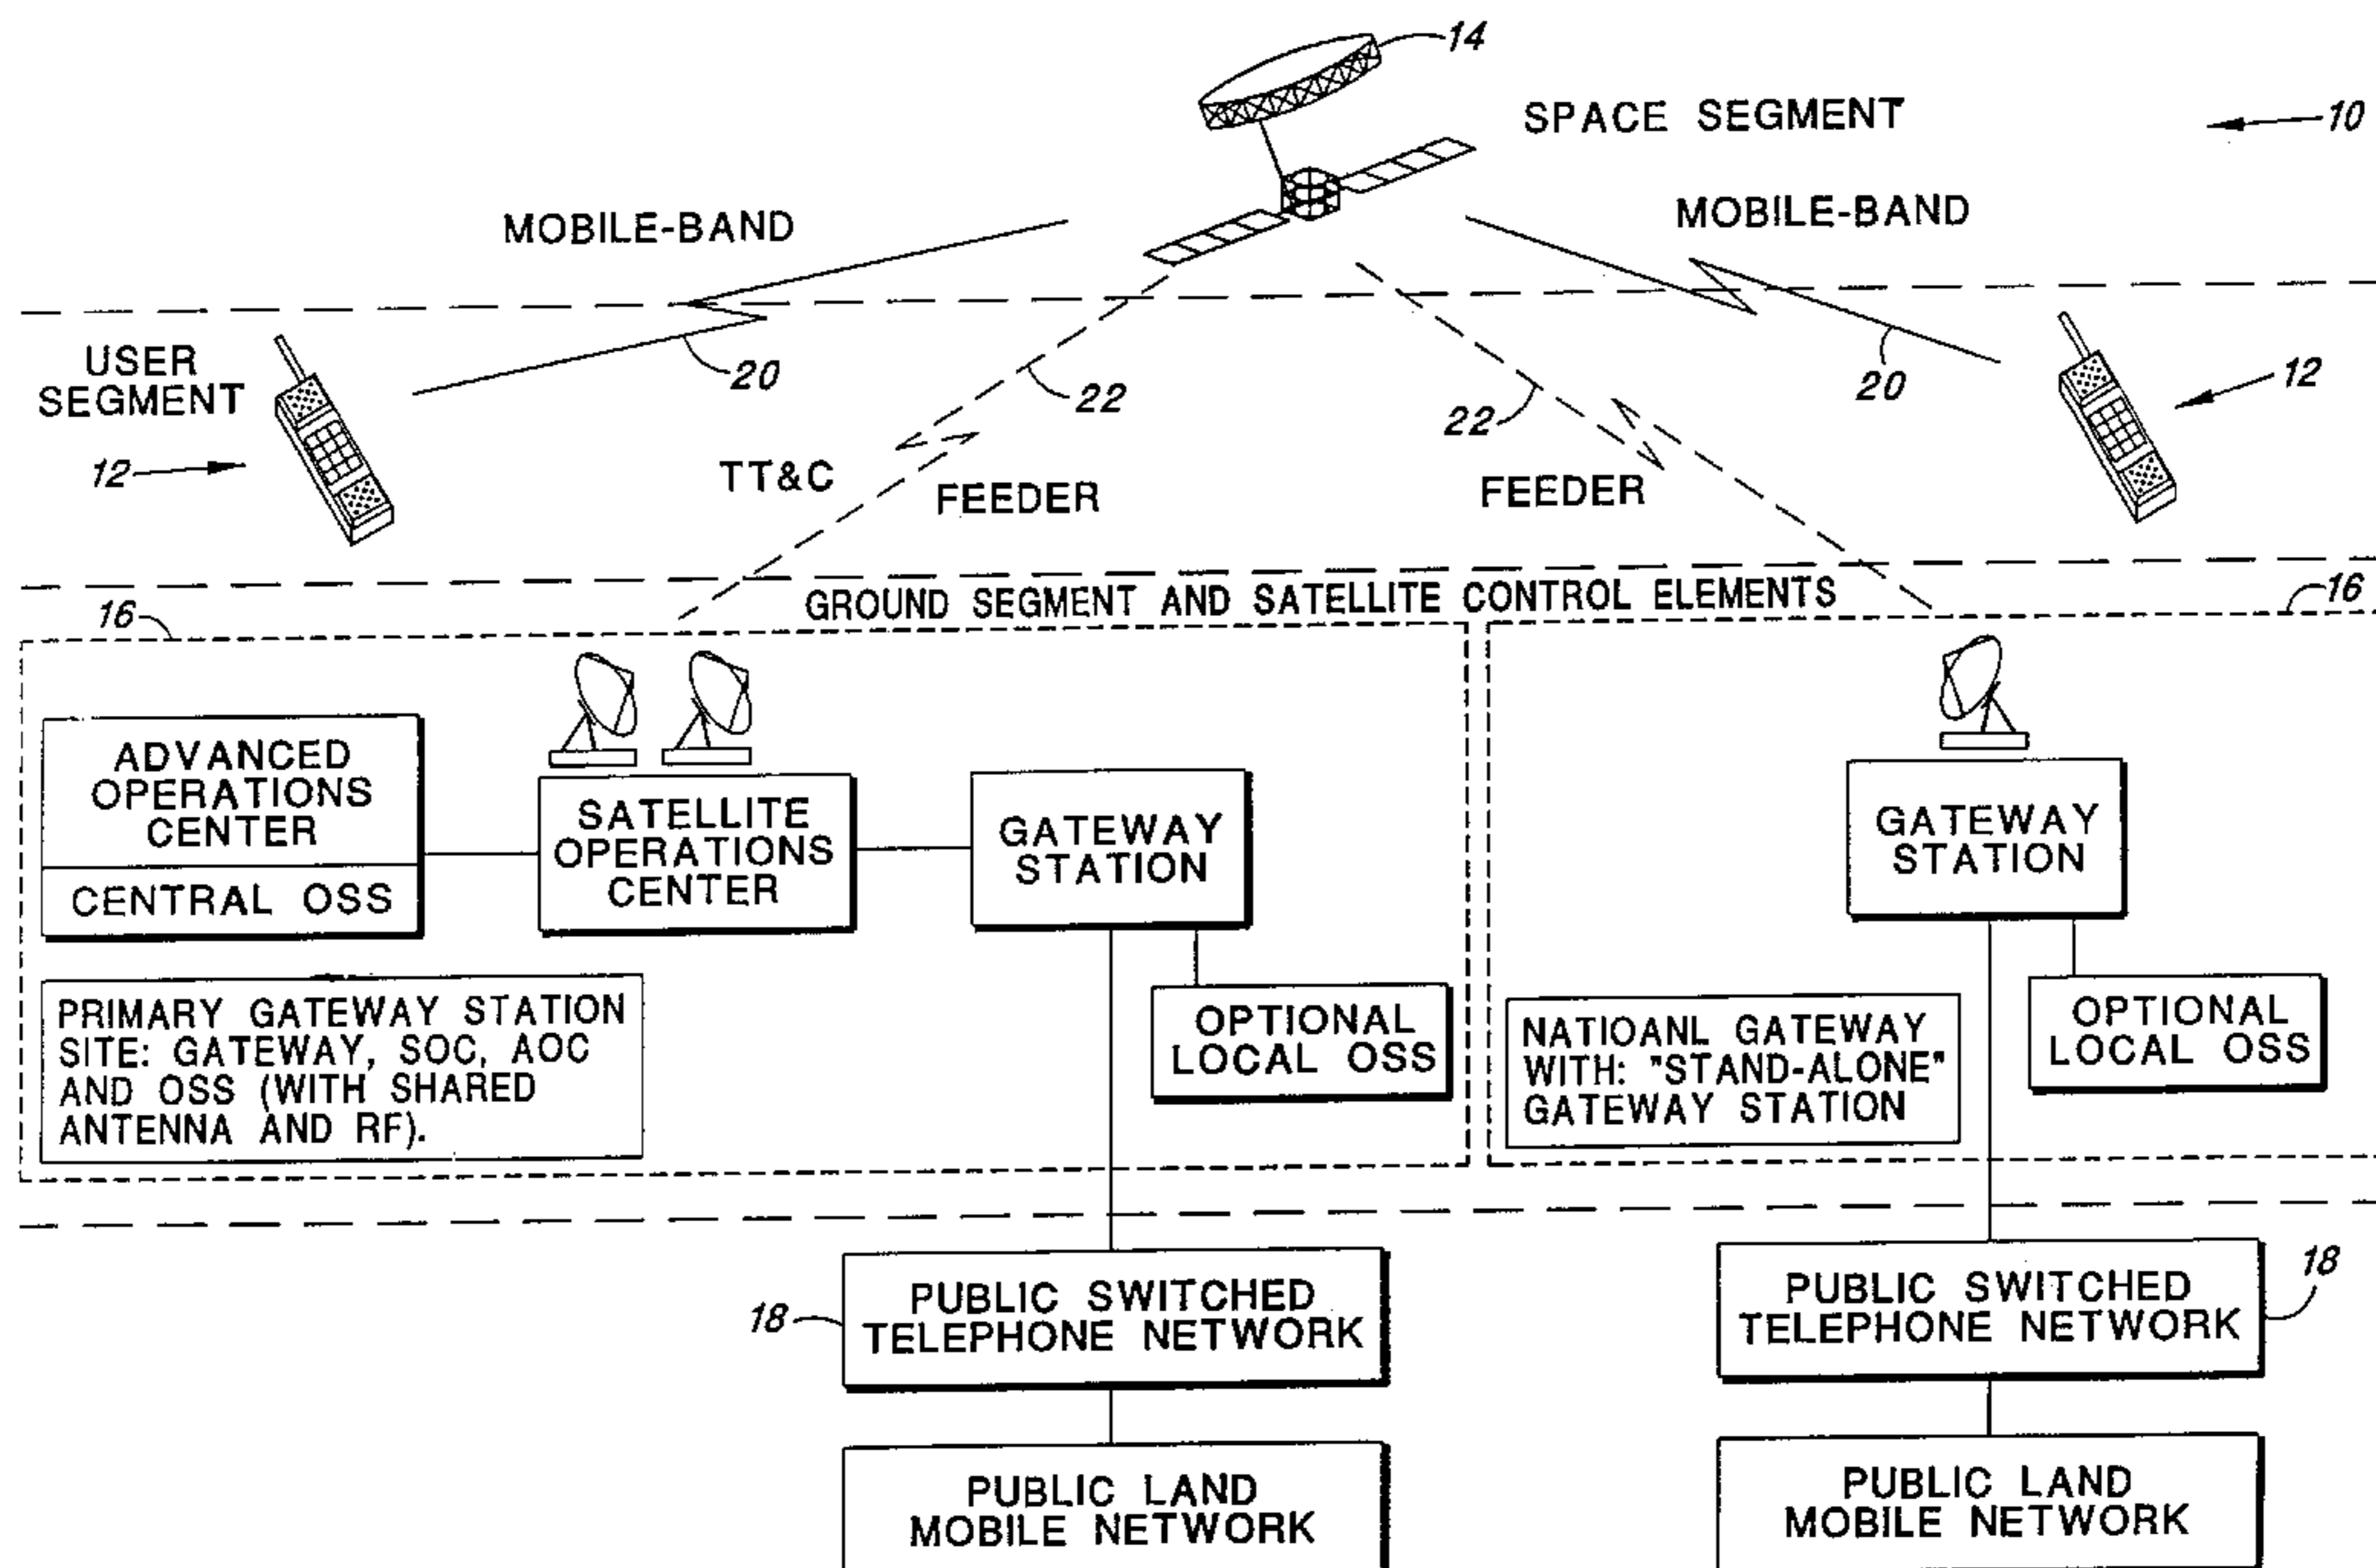 14
SPACE SEGMENT
10
MOBILE-BAND
MOBILE-BAND
USER
SEGMENT
12
20
22
22
20
12
TT&C
FEEDER
FEEDER
GROUND SEGMENT AND SATELLITE CONTROL ELEMENTS
16
16
ADVANCED
OPERATIONS
CENTER
CENTRAL OSS
SATELLITE
OPERATIONS
CENTER
GATEWAY
STATION
GATEWAY
STATION
PRIMARY GATEWAY STATION
SITE: GATEWAY, SOC, AOC
AND OSS (WITH SHARED
ANTENNA AND RF).
OPTIONAL
LOCAL OSS
NATIOANL GATEWAY
WITH: "STAND-ALONE"
GATEWAY STATION
OPTIONAL
LOCAL OSS
18
PUBLIC SWITCHED
TELEPHONE NETWORK
PUBLIC SWITCHED
TELEPHONE NETWORK
18
PUBLIC LAND
MOBILE NETWORK
PUBLIC LAND
MOBILE NETWORK